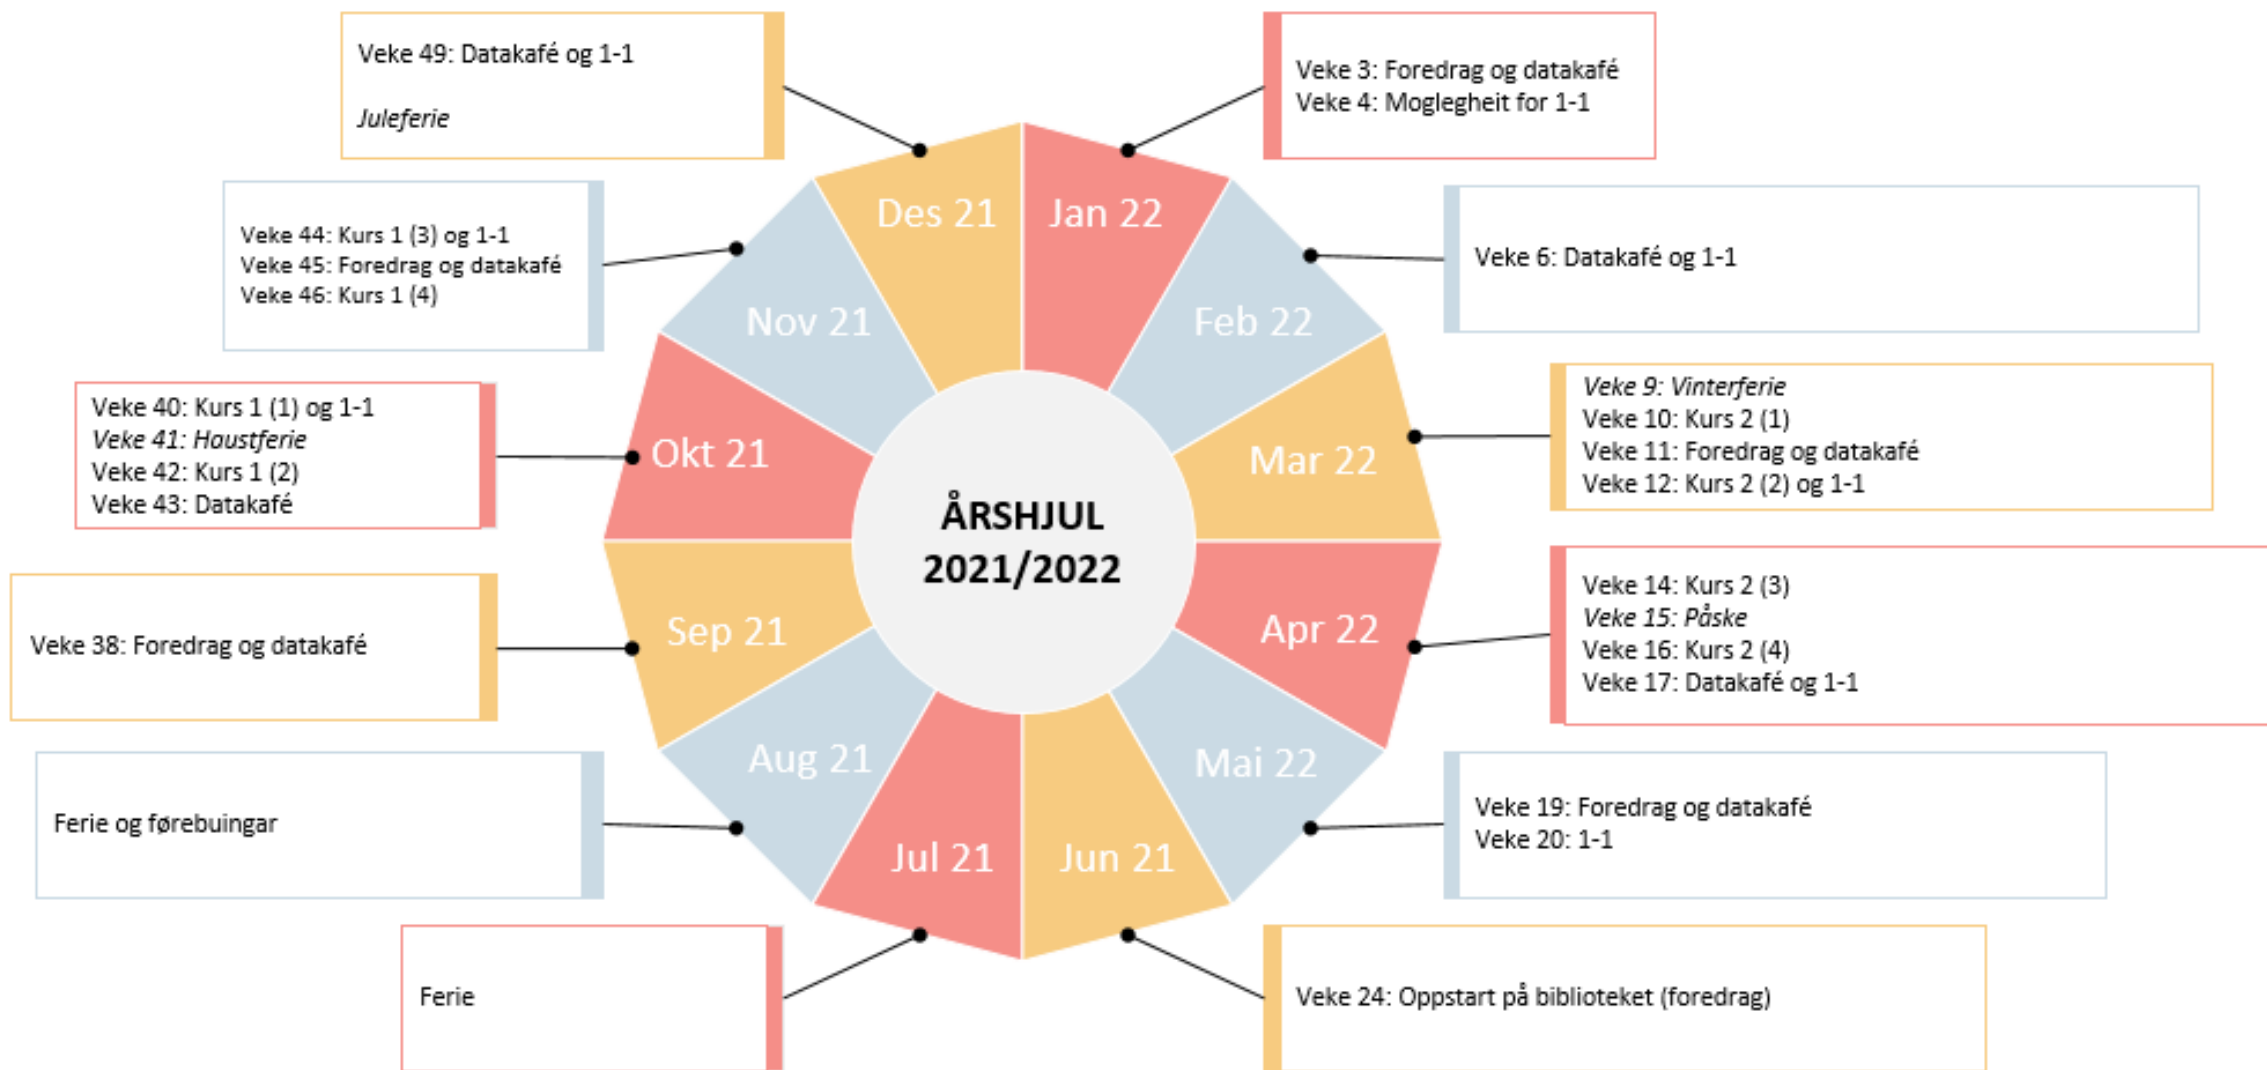 Veke 49: Datakafé og 1-1
Juleferie
Veke 3: Foredrag og datakafé
Veke 4: Moglegheit for 1-1
Veke 44: Kurs 1 (3) og 1-1
Veke 45: Foredrag og datakafé
Veke 46: Kurs 1 (4)
Veke 6: Datakafé og 1-1
Veke 40: Kurs 1 (1) og 1-1
Veke 41: Haustferie
Veke 42: Kurs 1 (2)
Veke 43: Datakafé
Veke 9: Vinterferie
Veke 10: Kurs 2 (1)
Veke 11: Foredrag og datakafé
Veke 12: Kurs 2 (2) og 1-1
Veke 38: Foredrag og datakafé
Veke 14: Kurs 2 (3)
Veke 15: Påske
Veke 16: Kurs 2 (4)
Veke 17: Datakafé og 1-1
Ferie og førebuingar
Veke 19: Foredrag og datakafé
Veke 20: 1-1
Ferie
Veke 24: Oppstart på biblioteket (foredrag)
Des 21
Jan 22
Nov 21
Feb 22
Okt 21
Mar 22
ÅRSHJUL
2021/2022
Sep 21
Apr 22
Aug 21
Mai 22
Jul 21
Jun 21